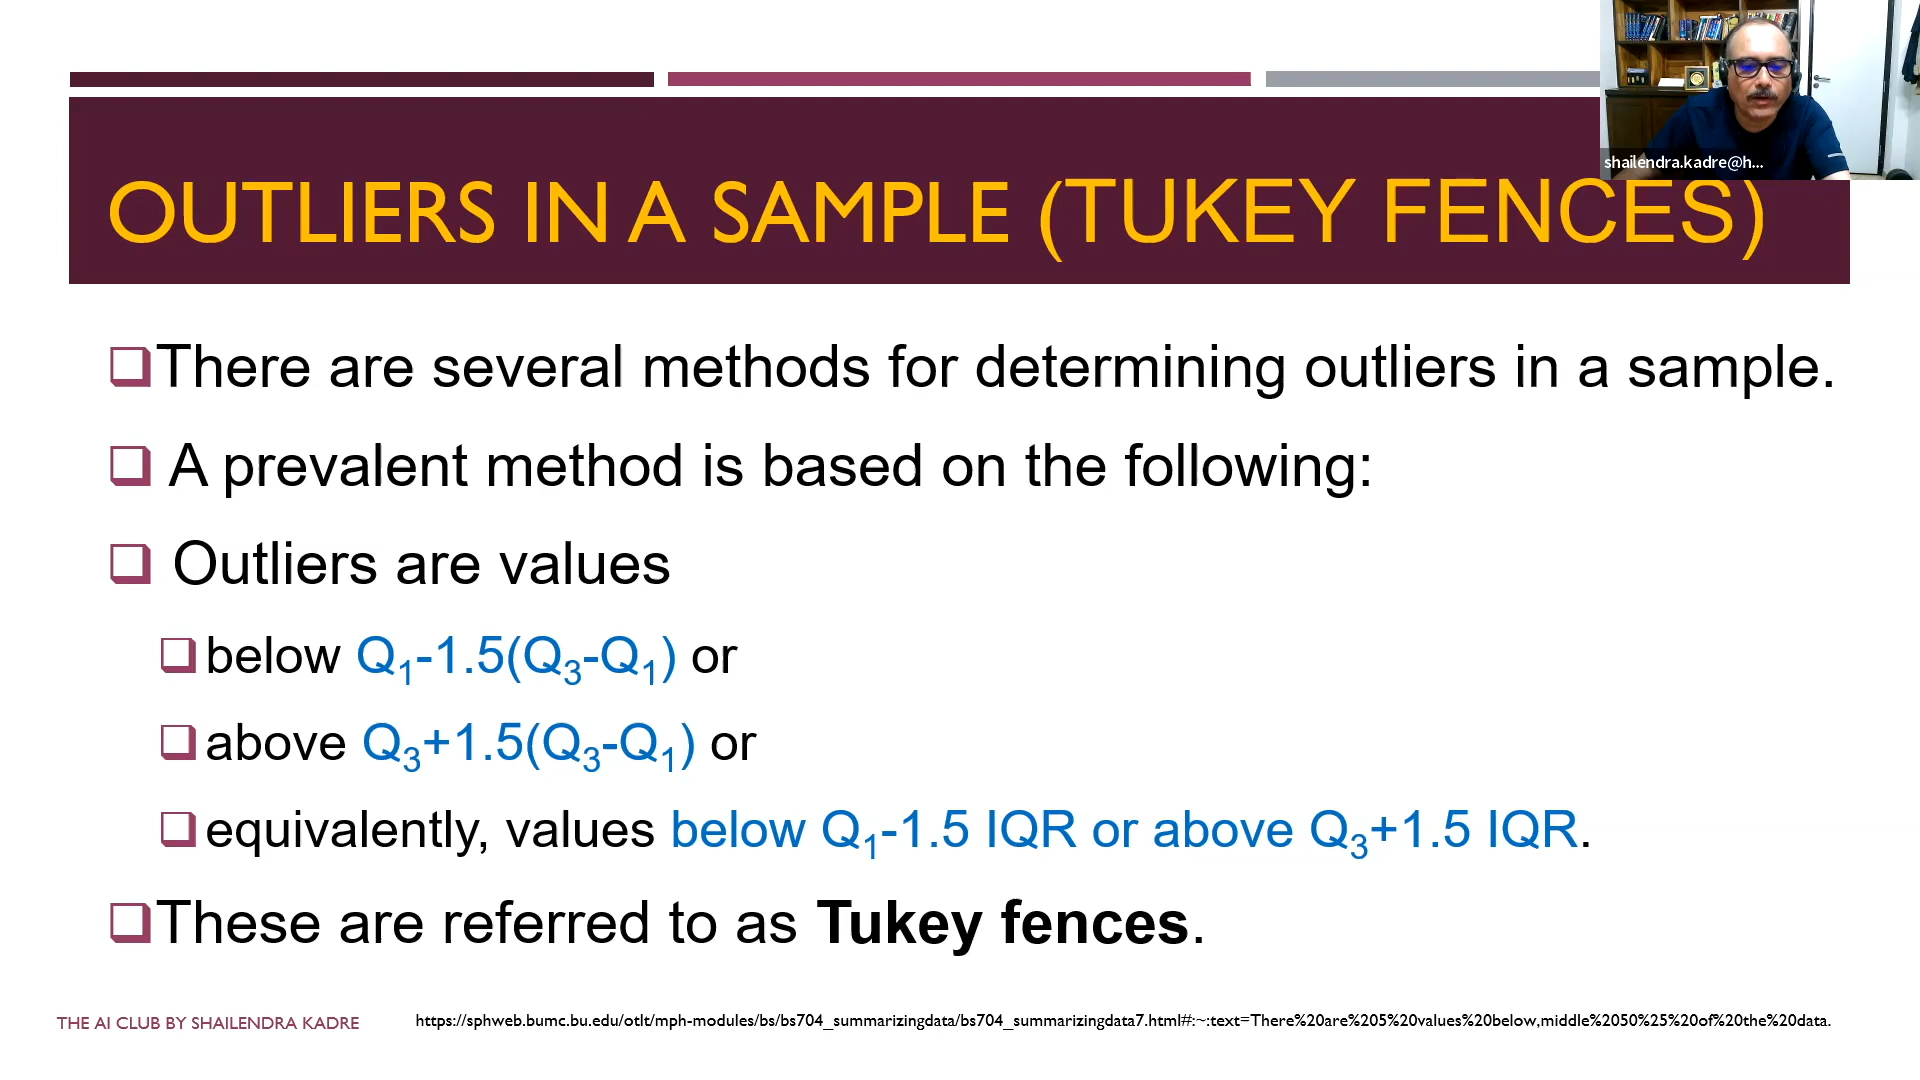 shailendra.kadre@h...
OUTLIERS IN A SAMPLE (TUKEY FENCES)
There are several methods for determining outliers in a sample.
A prevalent method is based on the following:
Outliers are values
below Q₁-1.5(Q₃-Q₁) or
above Q₃+1.5(Q₃-Q₁) or
equivalently, values below Q₁-1.5 IQR or above Q₃+1.5 IQR.
These are referred to as Tukey fences.
THE AI CLUB BY SHAILENDRA KADRE
https://sphweb.bumc.bu.edu/otlt/mph-modules/bs/bs704_summarizingdata/bs704_summarizingdata7.html#:~:text=There%20are%205%20values%20below,middle%2050%25%20of%20the%20data.